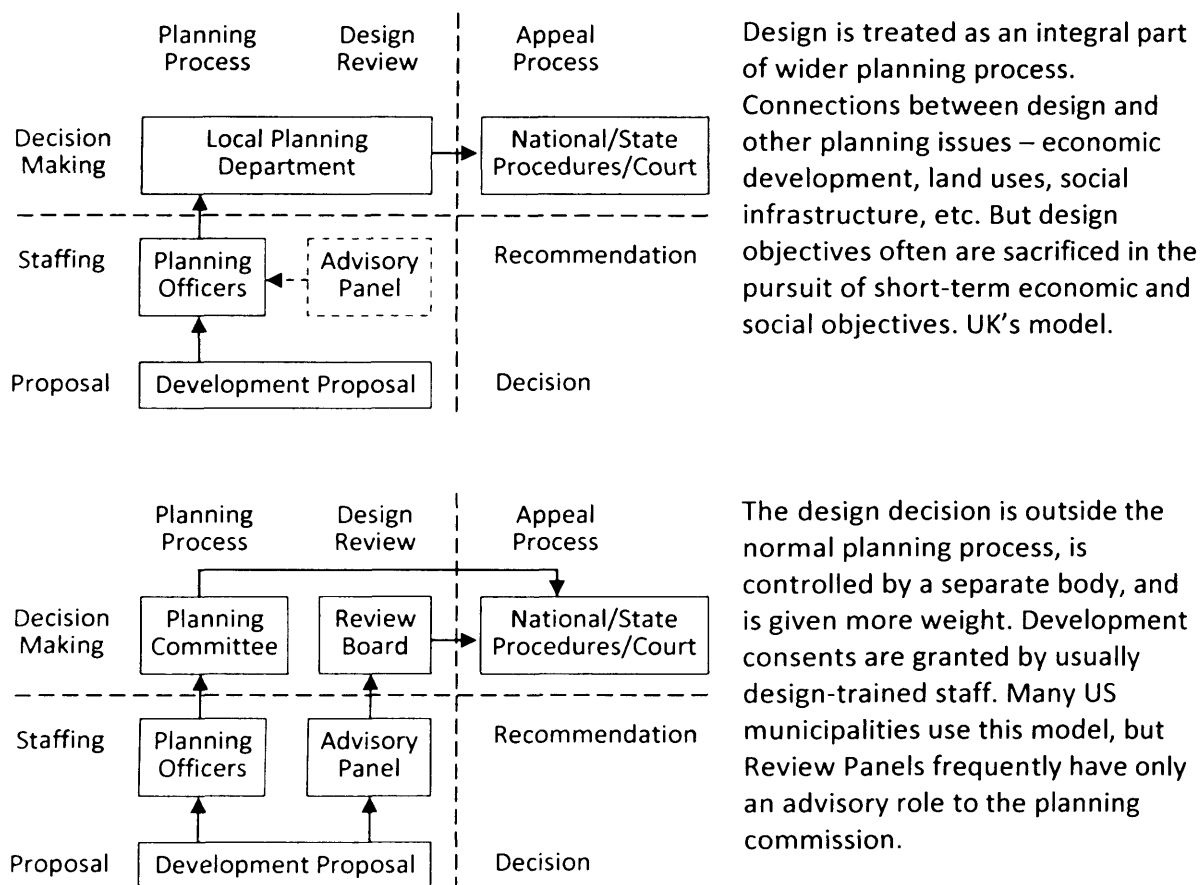 Planning
Process
Design
Review
Appeal
Process
Decision
Making
Local Planning
Department
National/State
Procedures/Court
Staffing
Planning
Officers
Advisory
Panel
Recommendation
Proposal
Development Proposal
Decision
Design is treated as an integral part
of wider planning process.
Connections between design and
other planning issues – economic
development, land uses, social
infrastructure, etc. But design
objectives often are sacrificed in the
pursuit of short-term economic and
social objectives. UK's model.
Planning
Process
Design
Review
Appeal
Process
Decision
Making
Planning
Committee
Review
Board
National/State
Procedures/Court
Staffing
Planning
Officers
Advisory
Panel
Recommendation
Proposal
Development Proposal
Decision
The design decision is outside the
normal planning process, is
controlled by a separate body, and
is given more weight. Development
consents are granted by usually
design-trained staff. Many US
municipalities use this model, but
Review Panels frequently have only
an advisory role to the planning
commission.